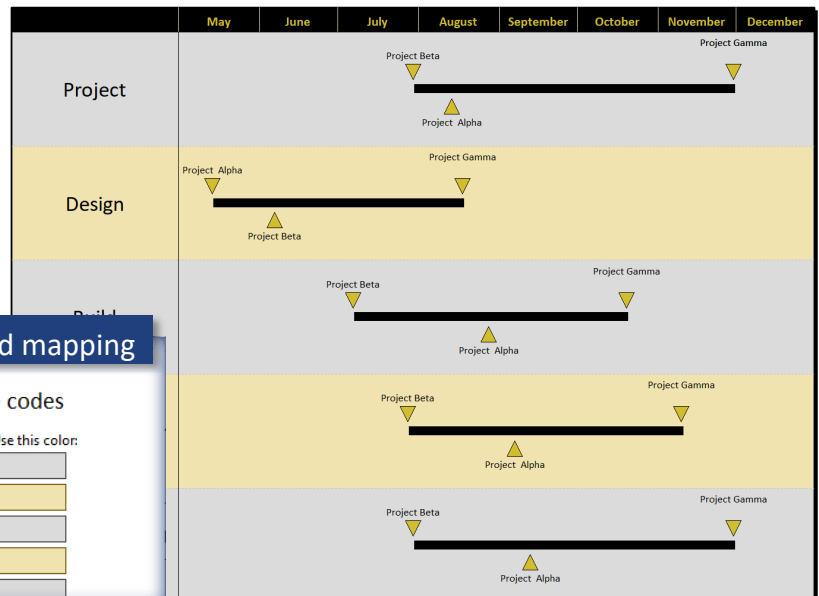 May June July August September October November December
Project Gamma
Project Beta
Project
Project Alpha
Project Gamma
Project Alpha
Design
Project Beta
Project Gamma
Project Beta
Project Alpha
d mapping
codes
se this color:
Project Gamma
Project Beta
Project Alpha
Project Gamma
Project Beta
Project Alpha